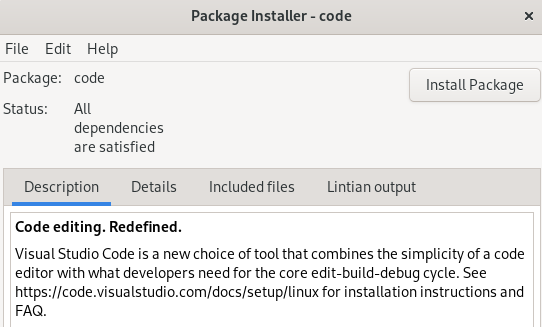 Package Installer - code
×
File Edit Help
Package: code
Install Package
Status: All
dependencies
are satisfied
Description Details Included files Lintian output
Code editing. Redefined.
Visual Studio Code is a new choice of tool that combines the simplicity of a code
editor with what developers need for the core edit-build-debug cycle. See
https://code.visualstudio.com/docs/setup/linux for installation instructions and
FAQ.